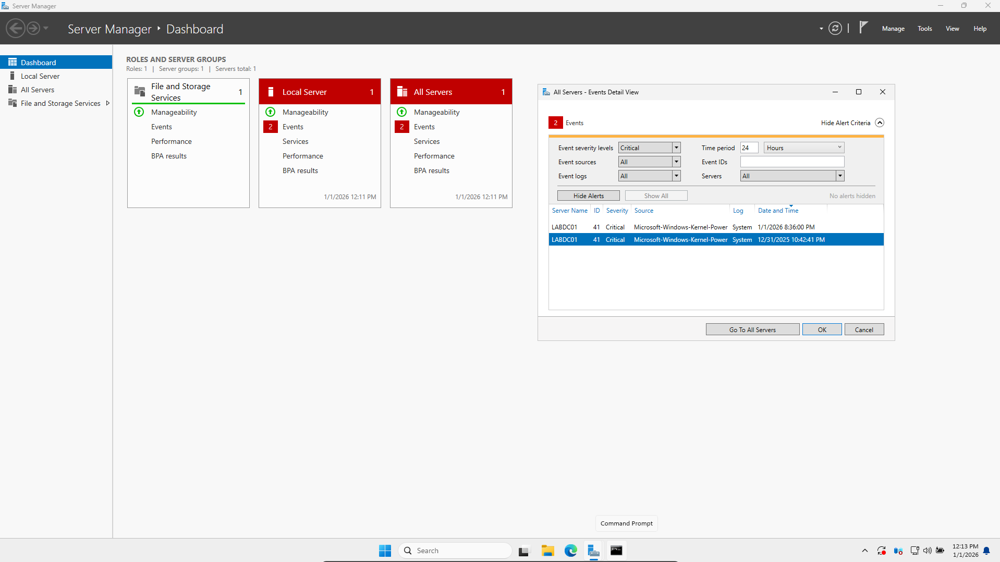 Server Manager
Server Manager ‣ Dashboard
Manage Tools View Help
Dashboard
Local Server
All Servers
File and Storage Services
ROLES AND SERVER GROUPS
Roles: 1 | Server groups: 1 | Servers total: 1
File and Storage
Services
1
Manageability
Events
Performance
BPA results
Local Server 1
Manageability
2 Events
Services
Performance
BPA results
1/1/2026 12:11 PM
All Servers 1
Manageability
2 Events
Services
Performance
BPA results
1/1/2026 12:11 PM
All Servers - Events Detail View
2 Events Hide Alert Criteria
Event severity levels Critical Time period 24 Hours
Event sources All Event IDs
Event logs All Servers All
Hide Alerts Show All No alerts hidden
Server Name ID Severity Source Log Date and Time
LABDC01 41 Critical Microsoft-Windows-Kernel-Power System 1/1/2026 8:36:00 PM
LABDC01 41 Critical Microsoft-Windows-Kernel-Power System 12/31/2025 10:42:41 PM
Go To All Servers OK Cancel
Command Prompt
Search
12:13 PM
1/1/2026